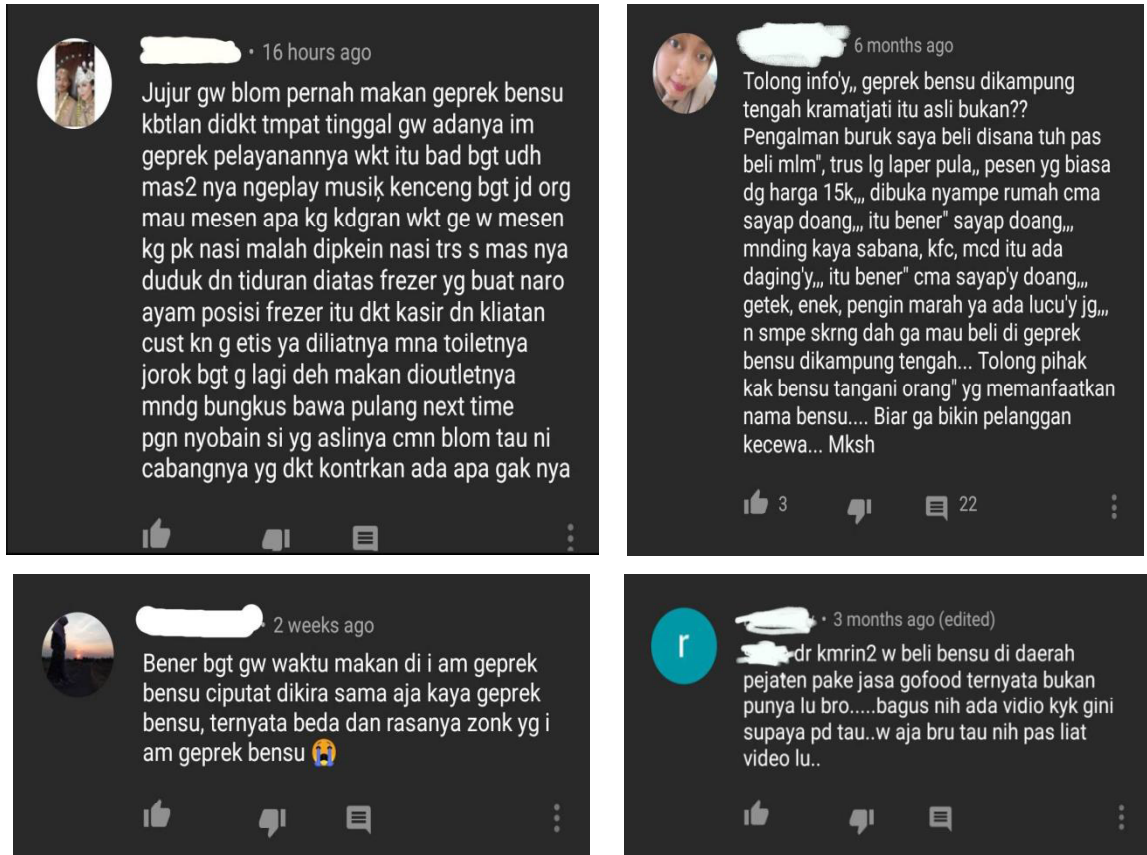 • 16 hours ago
Jujur gw blom pernah makan geprek bensu
kbtlan didkt tmpat tinggal gw adanya im
geprek pelayanannya wkt itu bad bgt udh
mas2 nya ngeplay musik kenceng bgt jd org
mau mesen apa kg kdgran wkt ge w mesen
kg pk nasi malah dipkein nasi trs s mas nya
duduk dn tiduran diatas frezer yg buat naro
ayam posisi frezer itu dkt kasir dn kliatan
cust kn g etis ya diliatnya mna toiletnya
jorok bgt g lagi deh makan dioutletnya
mndg bungkus bawa pulang next time
pgn nyobain si yg aslinya cmn blom tau ni
cabangnya yg dkt kontrkan ada apa gak nya
6 months ago
Tolong info'y,, geprek bensu dikampung
tengah kramatjati itu asli bukan??
Pengalman buruk saya beli disana tuh pas
beli mlm", trus lg laper pula,, pesen yg biasa
dg harga 15k,,, dibuka nyampe rumah cma
sayap doang,,, itu bener" sayap doang,,,
mnding kaya sabana, kfc, mcd itu ada
daging'y,,, itu bener" cma sayap'y doang,,,
getek, enek, pengin marah ya ada lucu'y jg,,,
n smpe skrng dah ga mau beli di geprek
bensu dikampung tengah... Tolong pihak
kak bensu tangani orang" yg memanfaatkan
nama bensu.... Biar ga bikin pelanggan
kecewa... Mksh
3
22
• 2 weeks ago
Bener bgt gw waktu makan di i am geprek
bensu ciputat dikira sama aja kaya geprek
bensu, ternyata beda dan rasanya zonk yg i
am geprek bensu 😭
r
• 3 months ago (edited)
dr kmrin2 w beli bensu di daerah
pejaten pake jasa gofood ternyata bukan
punya lu bro.....bagus nih ada vidio kyk gini
supaya pd tau..w aja bru tau nih pas liat
video lu..